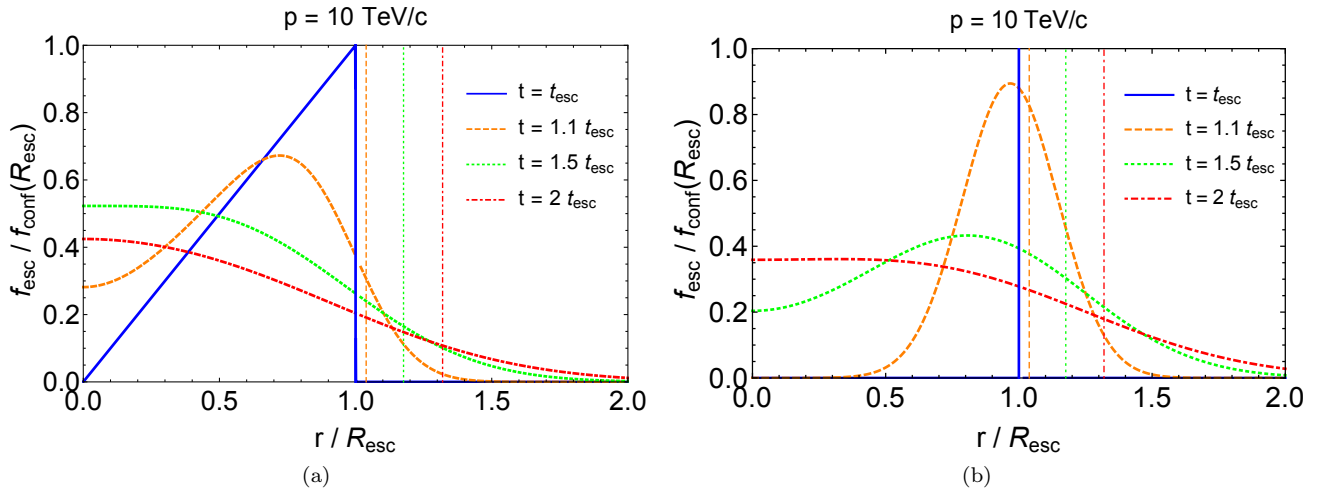 p = 10 TeV/c
f_esc / f_conf(R_esc)
1.0
0.8
0.6
0.4
0.2
0.0
t = t_esc
t = 1.1 t_esc
t = 1.5 t_esc
t = 2 t_esc
0.0 0.5 1.0 1.5 2.0
r / R_esc
(a)
p = 10 TeV/c
f_esc / f_conf(R_esc)
1.0
0.8
0.6
0.4
0.2
0.0
t = t_esc
t = 1.1 t_esc
t = 1.5 t_esc
t = 2 t_esc
0.0 0.5 1.0 1.5 2.0
r / R_esc
(b)